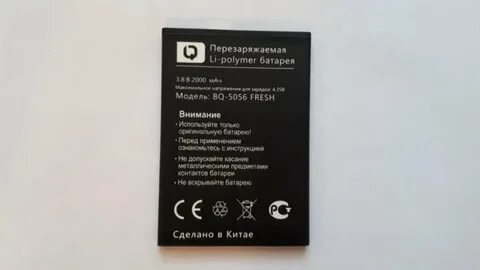 Перезаряжаемая
Li-polymer батарея
3.8 В 2000 мАч
Максимальное напряжение для зарядки: 4,35В
Модель: BQ-5056 FRESH
Внимание
• Используйте только
оригинальную батарею!
• Перед применением
ознакомьтесь с инструкцией
• Не допускайте касание
металлическими предметами
контактов батареи
• Не вскрывайте батарею
Сделано в Китае